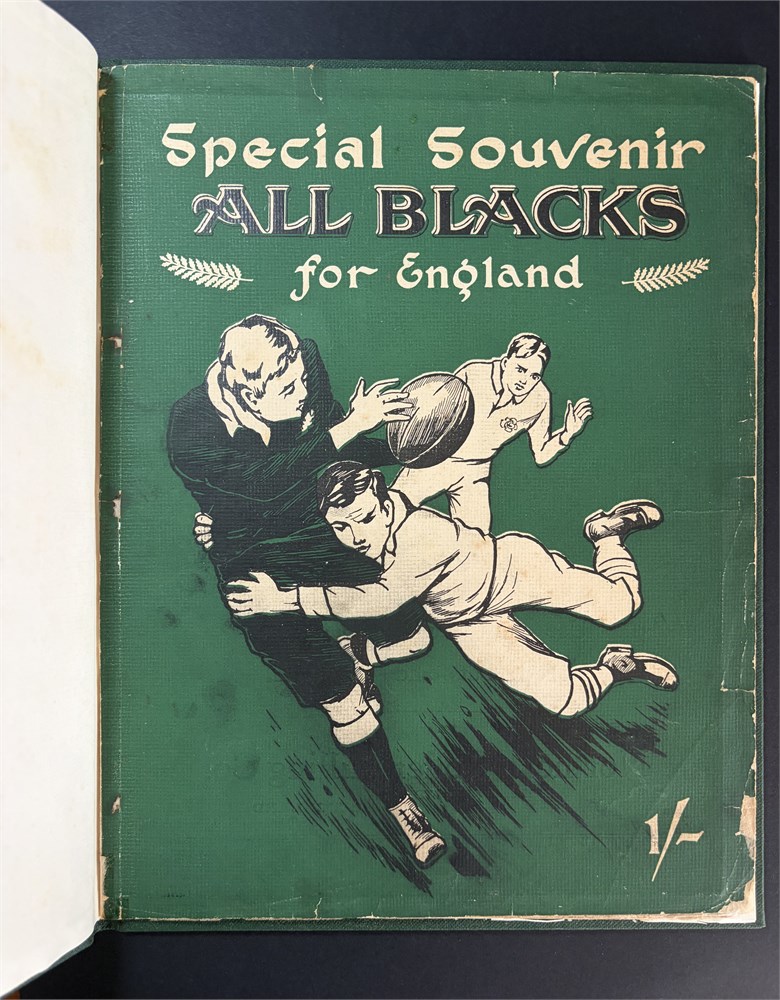 Special Souvenir
ALL BLACKS
for England
1/-